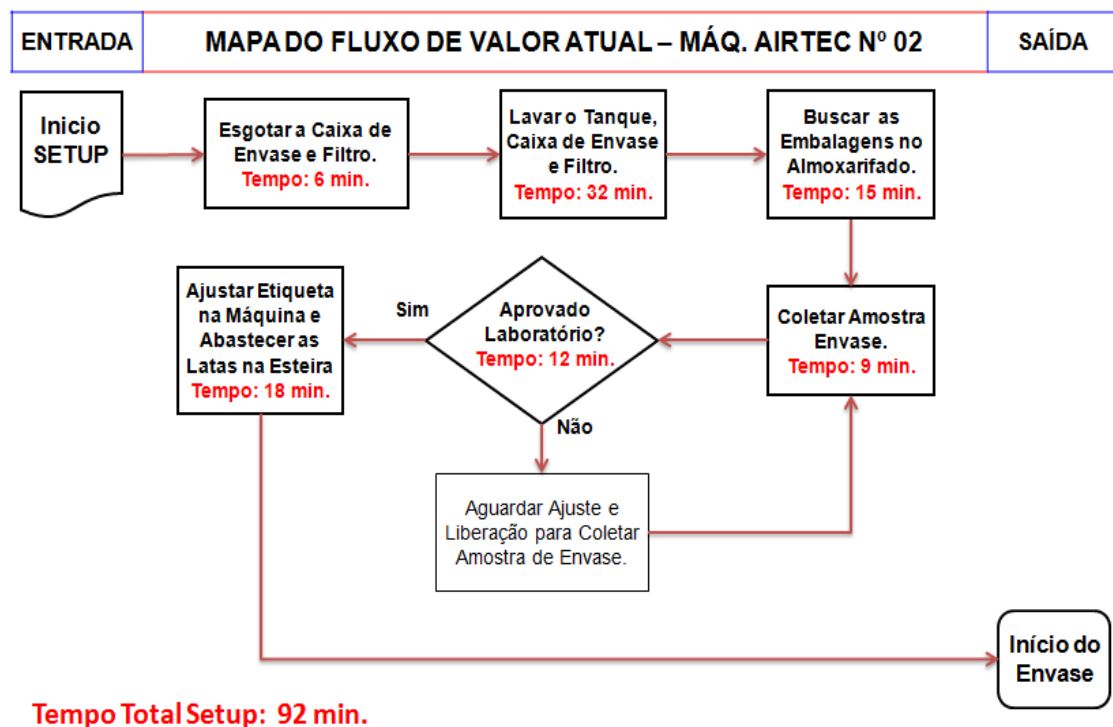 ENTRADA
MAPA DO FLUXO DE VALOR ATUAL – MÁQ. AIRTEC Nº 02
SAÍDA
Inicio
SETUP
Esgotar a Caixa de
Envase e Filtro.
Tempo: 6 min.
Lavar o Tanque,
Caixa de Envase
e Filtro.
Tempo: 32 min.
Buscar as
Embalagens no
Almoxarifado.
Tempo: 15 min.
Coletar Amostra
Envase.
Tempo: 9 min.
Aprovado
Laboratório?
Tempo: 12 min.
Sim
Não
Ajustar Etiqueta
na Máquina e
Abastecer as
Latas na Esteira
Tempo: 18 min.
Aguardar Ajuste e
Liberação para Coletar
Amostra de Envase.
Início do
Envase
Tempo Total Setup: 92 min.